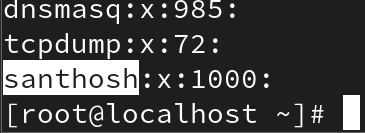 dnsmasq:x:985:
tcpdump:x:72:
santhosh:x:1000:
[root@localhost ~]#